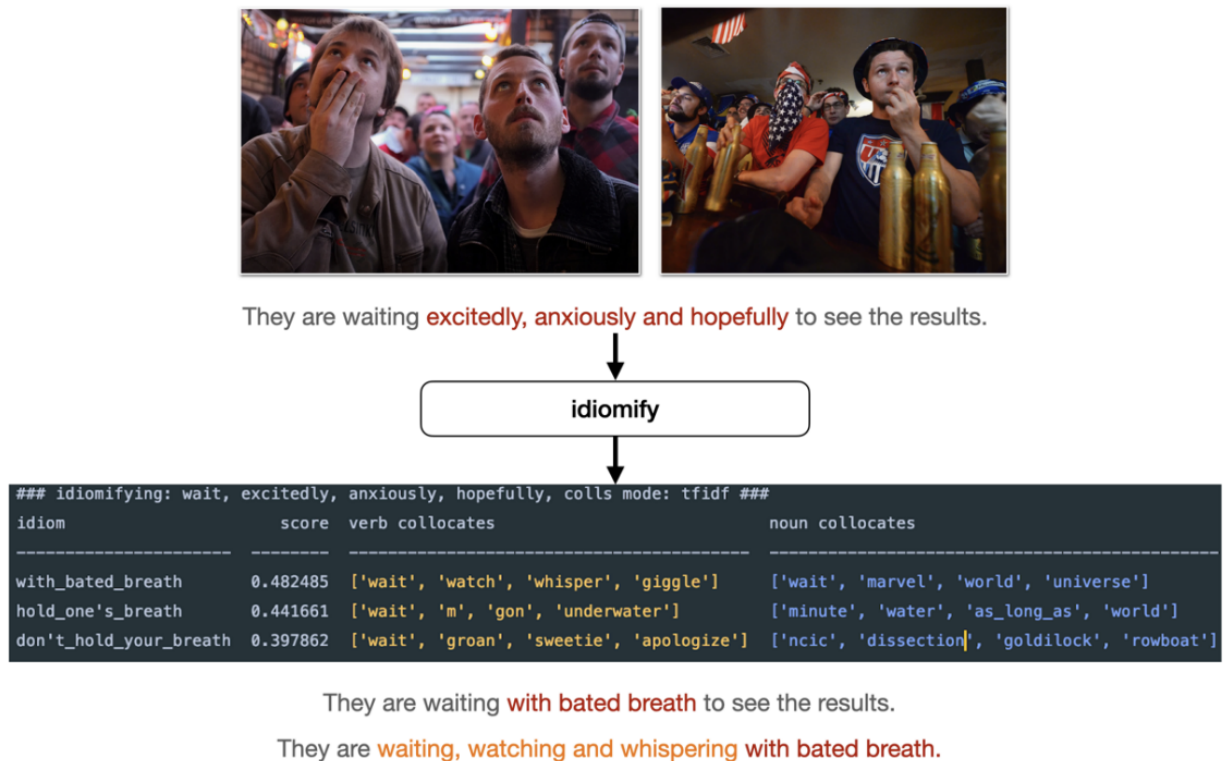 They are waiting excitedly, anxiously and hopefully to see the results.
idiomify
### idiomifying: wait, excitedly, anxiously, hopefully, colls mode: tfidf ###
idiom score verb collocates noun collocates
---------------------- -------- ---------------------------------------- ---------------------------------------------
with_bated_breath 0.482485 ['wait', 'watch', 'whisper', 'giggle'] ['wait', 'marvel', 'world', 'universe']
hold_one's_breath 0.441661 ['wait', 'm', 'gon', 'underwater'] ['minute', 'water', 'as_long_as', 'world']
don't_hold_your_breath 0.397862 ['wait', 'groan', 'sweetie', 'apologize'] ['ncic', 'dissection', 'goldilock', 'rowboat']
They are waiting with bated breath to see the results.
They are waiting, watching and whispering with bated breath.